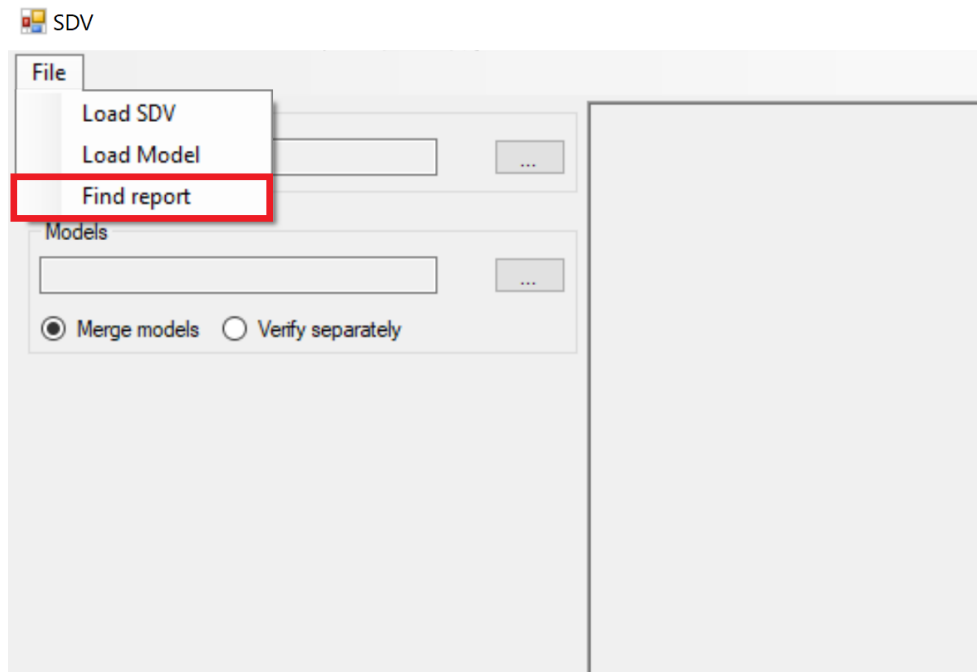 SDV
File
Load SDV
Load Model
...
Find report
Models
...
Merge models Verify separately